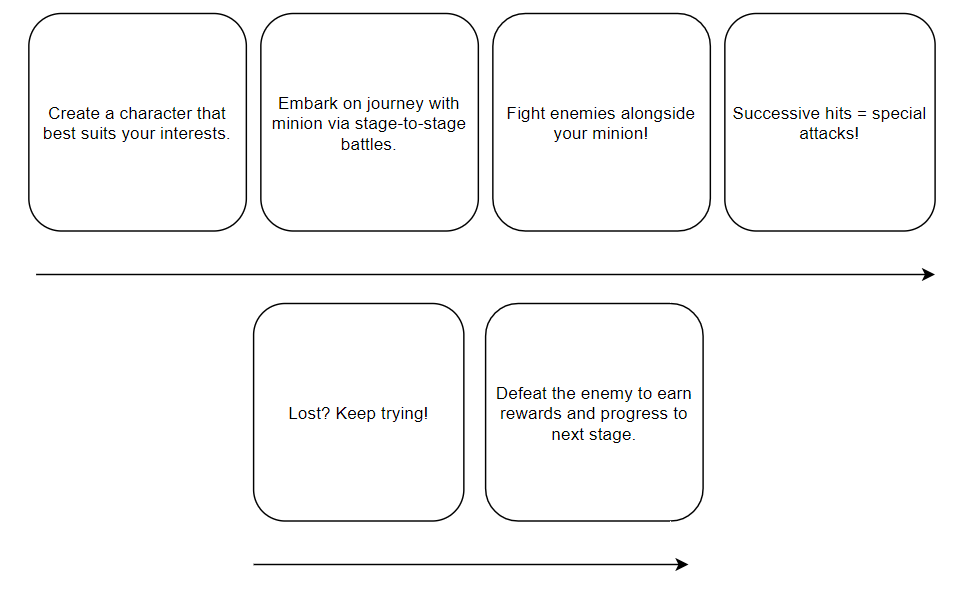 Create a character that
best suits your interests.
Embark on journey with
minion via stage-to-stage
battles.
Fight enemies alongside
your minion!
Successive hits = special
attacks!
Lost? Keep trying!
Defeat the enemy to earn
rewards and progress to
next stage.